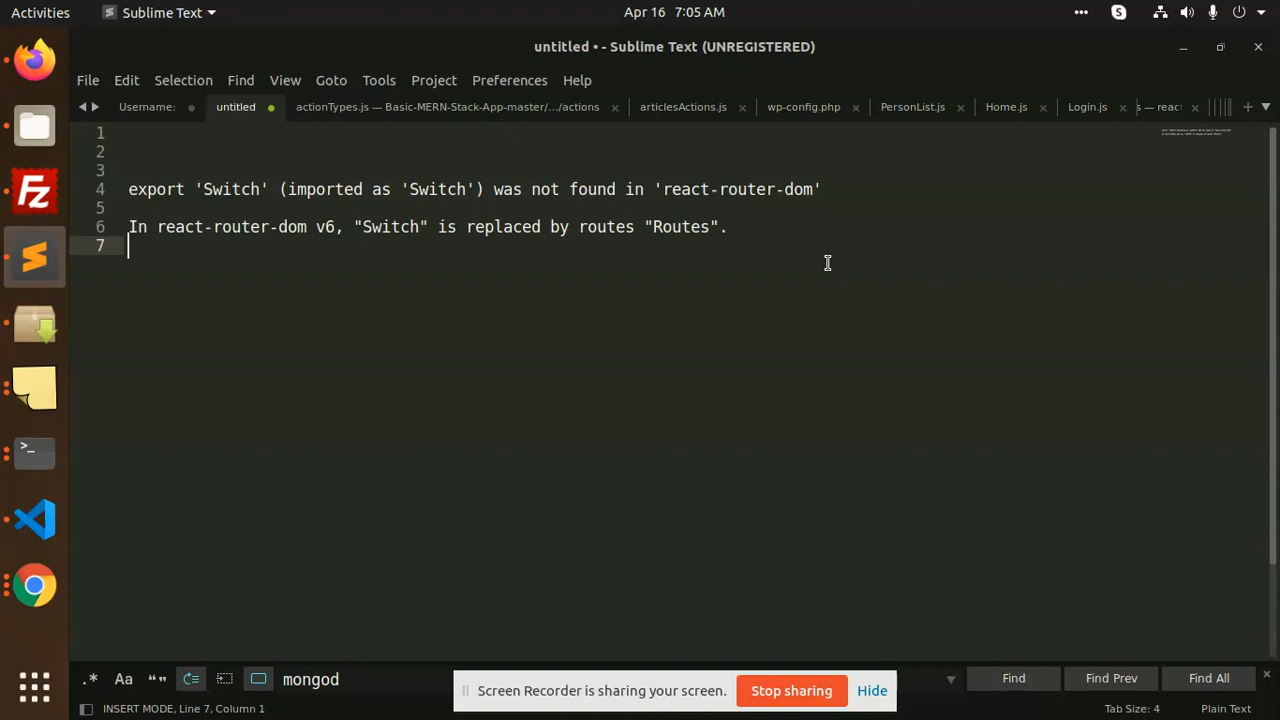 Activities
Sublime Text
Apr 16 7:05 AM
untitled • - Sublime Text (UNREGISTERED)
File Edit Selection Find View Goto Tools Project Preferences Help
Username: untitled actionTypes.js — Basic-MERN-Stack-App-master/.../actions articlesActions.js wp-config.php PersonList.js Home.js Login.js s — reac
1
2
3
4 export 'Switch' (imported as 'Switch') was not found in 'react-router-dom'
5
6 In react-router-dom v6, "Switch" is replaced by routes "Routes".
7
.* Aa mongod Find Find Prev Find All
Screen Recorder is sharing your screen. Stop sharing Hide
INSERT MODE, Line 7, Column 1 Tab Size: 4 Plain Text